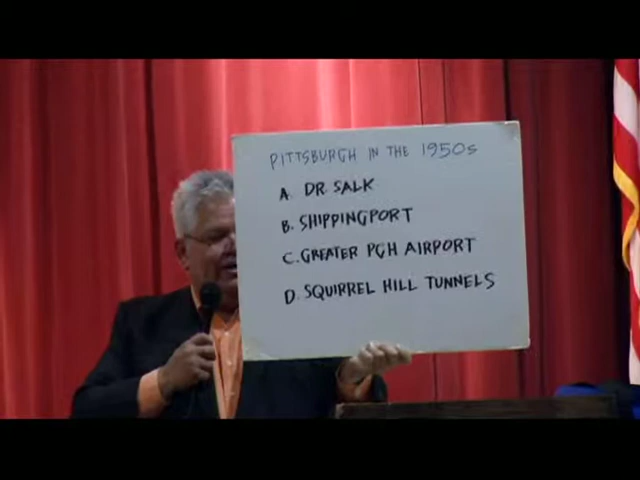 PITTSBURGH IN THE 1950s
A. DR. SALK
B. SHIPPINGPORT
C. GREATER PGH AIRPORT
D. SQUIRREL HILL TUNNELS